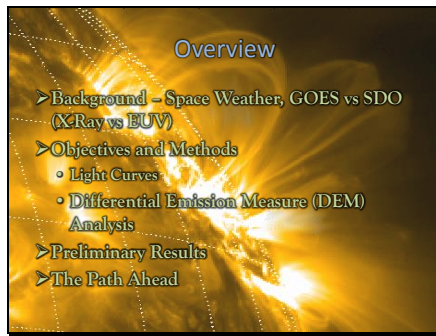 Overview
➢Background – Space Weather, GOES vs SDO
(X-Ray vs EUV)
➢Objectives and Methods
• Light Curves
• Differential Emission Measure (DEM)
Analysis
➢Preliminary Results
➢The Path Ahead